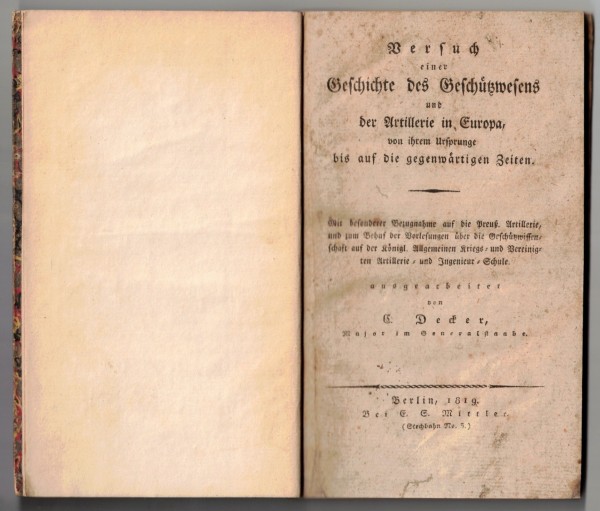 Versuch
einer
Geschichte des Geschützwesens
und
der Artillerie in Europa,
von ihrem Ursprunge
bis auf die gegenwärtigen Zeiten.
Mit besonderer Bezugnahme auf die Preuß. Artillerie,
und zum Behuf der Vorlesungen über die Geschützwissen-
schaft auf der Königl. Allgemeinen Kriegs- und Vereinig-
ten Artillerie- und Ingenieur-Schule.
ausgearbeitet
von
C. Decker,
Major im Generalstaabe.
Berlin, 1819.
Bei E. S. Mittler.
(Stechbahn No. 3.)